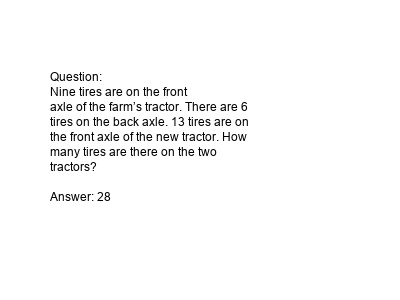 Question:
Nine tires are on the front
axle of the farm’s tractor. There are 6
tires on the back axle. 13 tires are on
the front axle of the new tractor. How
many tires are there on the two
tractors?
Answer: 28